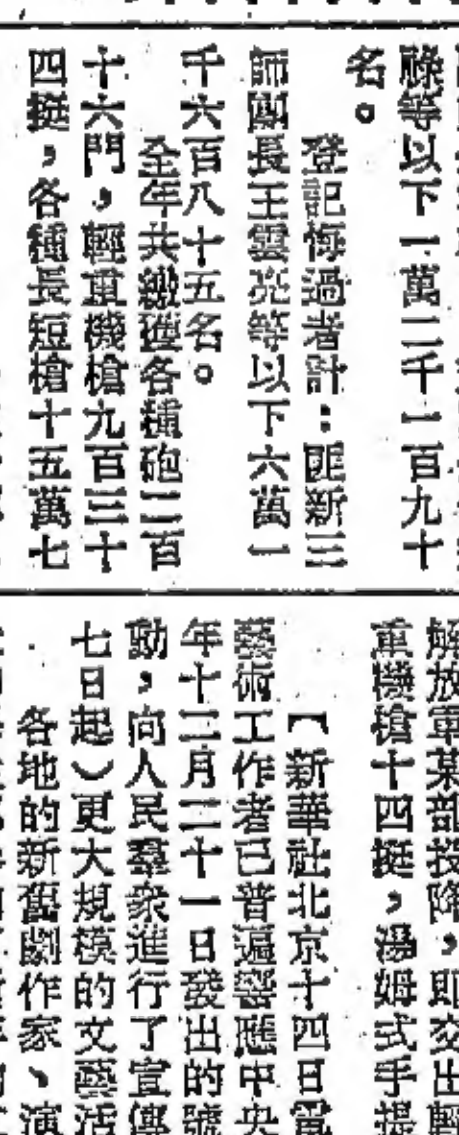 祿等以下一萬二千一百九十
名。
登記悔過者計：匪新三
師團長王雲亮等以下六萬一
千六百八十五名。
全年共繳獲各種砲二百
十六門，輕重機槍九百三十
四挺，各種長短槍十五萬七
解放軍某部投降，即交出輕
重機槍十四挺，湯姆式手提
【新華社北京十四日電
藝術工作者已普遍響應中央
年十二月二十一日發出的號
動，向人民羣衆進行了宣傳
七日起）更大規模的文藝活
各地的新舊劇作家、演